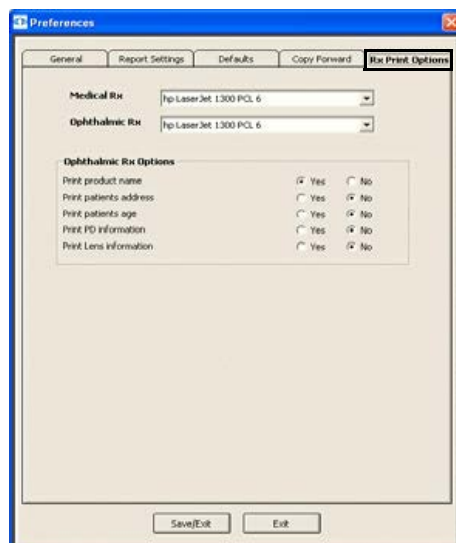 Preferences
General Report Settings Defaults Copy Forward Rx Print Options
Medical Rx hp LaserJet 1300 PCL 6
Ophthalmic Rx hp LaserJet 1300 PCL 6
Ophthalmic Rx Options
Print product name Yes No
Print patients address Yes No
Print patients age Yes No
Print PD information Yes No
Print Lens information Yes No
Save/Exit Exit